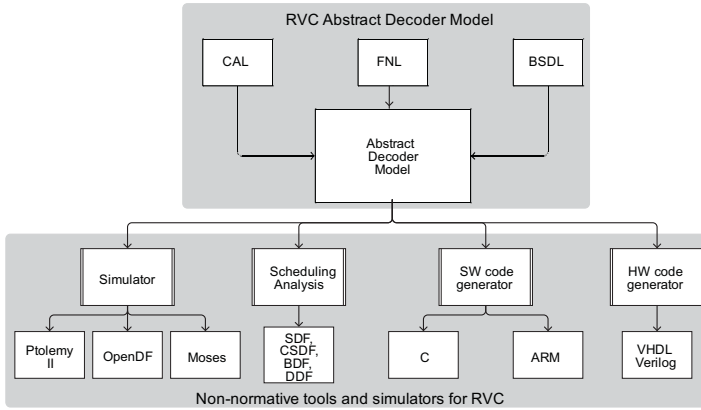 RVC Abstract Decoder Model
CAL
FNL
BSDL
Abstract
Decoder
Model
Simulator
Scheduling
Analysis
SW code
generator
HW code
generator
Ptolemy
II
OpenDF
Moses
SDF,
CSDF,
BDF,
DDF
C
ARM
VHDL
Verilog
Non-normative tools and simulators for RVC